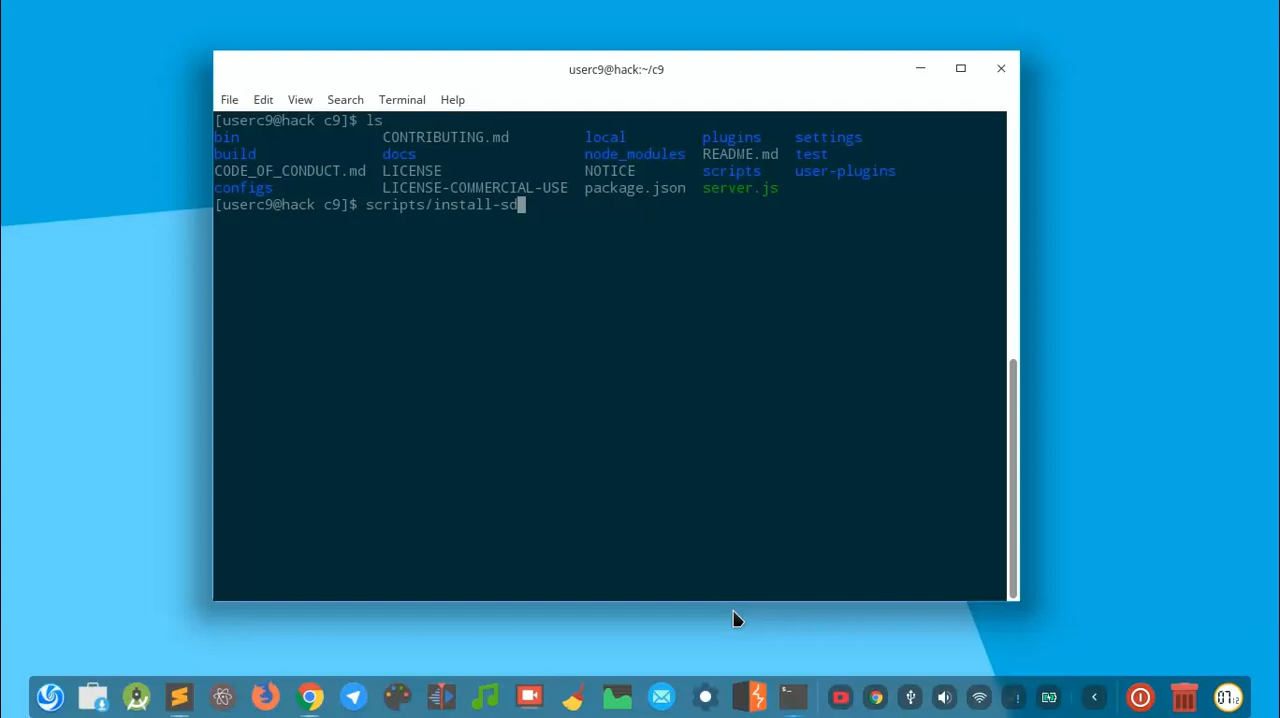 userc9@hack:~/c9
File Edit View Search Terminal Help
[userc9@hack c9]$ ls
bin CONTRIBUTING.md local plugins settings
build docs node_modules README.md test
CODE_OF_CONDUCT.md LICENSE NOTICE scripts user-plugins
configs LICENSE-COMMERCIAL-USE package.json server.js
[userc9@hack c9]$ scripts/install-sd